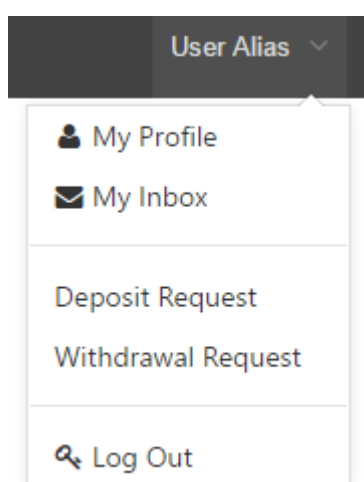 User Alias
My Profile
My Inbox
Deposit Request
Withdrawal Request
Log Out